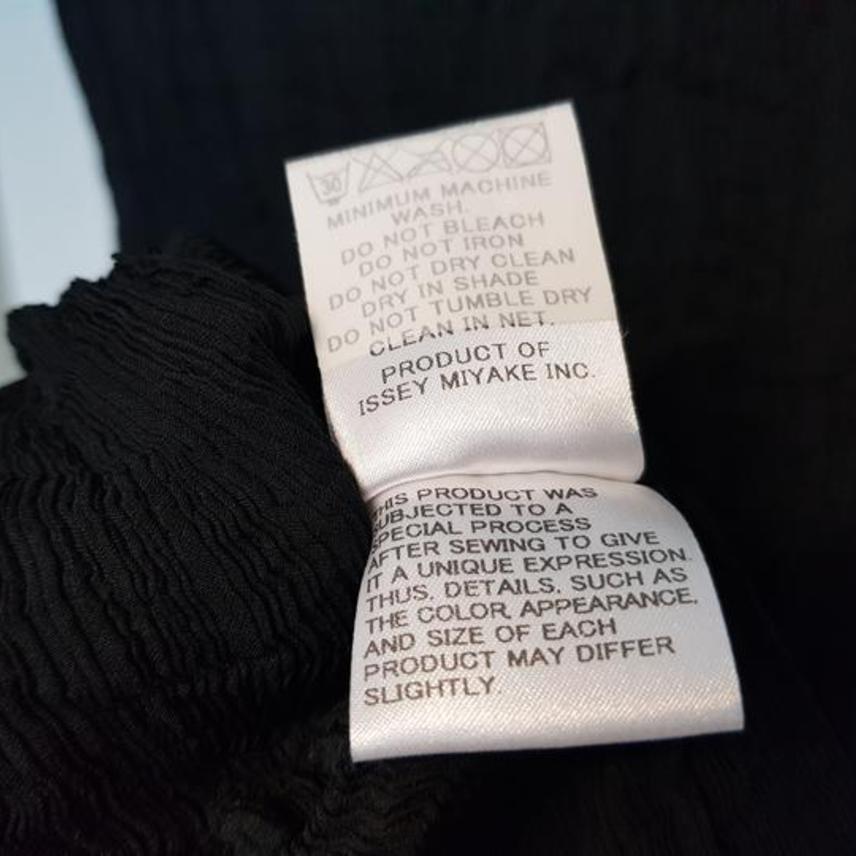 30
MINIMUM MACHINE
WASH.
DO NOT BLEACH
DO NOT IRON
DO NOT DRY CLEAN
DRY IN SHADE
DO NOT TUMBLE DRY
CLEAN IN NET.
PRODUCT OF
ISSEY MIYAKE INC.
THIS PRODUCT WAS
SUBJECTED TO A
SPECIAL PROCESS
AFTER SEWING TO GIVE
IT A UNIQUE EXPRESSION.
THUS, DETAILS, SUCH AS
THE COLOR, APPEARANCE,
AND SIZE OF EACH
PRODUCT MAY DIFFER
SLIGHTLY.